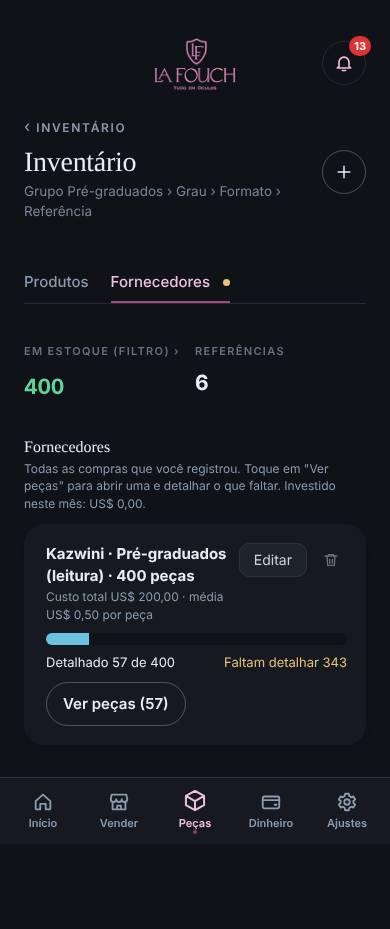 13
LF
LA FOUCH
TUDO EM ÓCULOS
‹ INVENTÁRIO
Inventário
Grupo Pré-graduados › Grau › Formato ›
Referência
+
Produtos
Fornecedores
EM ESTOQUE (FILTRO) ›
REFERÊNCIAS
400
6
Fornecedores
Todas as compras que você registrou. Toque em "Ver
peças" para abrir uma e detalhar o que faltar. Investido
neste mês: US$ 0,00.
Kazwini · Pré-graduados
(leitura) · 400 peças
Editar
Custo total US$ 200,00 · média
US$ 0,50 por peça
Detalhado 57 de 400
Faltam detalhar 343
Ver peças (57)
Início
Vender
Peças
Dinheiro
Ajustes